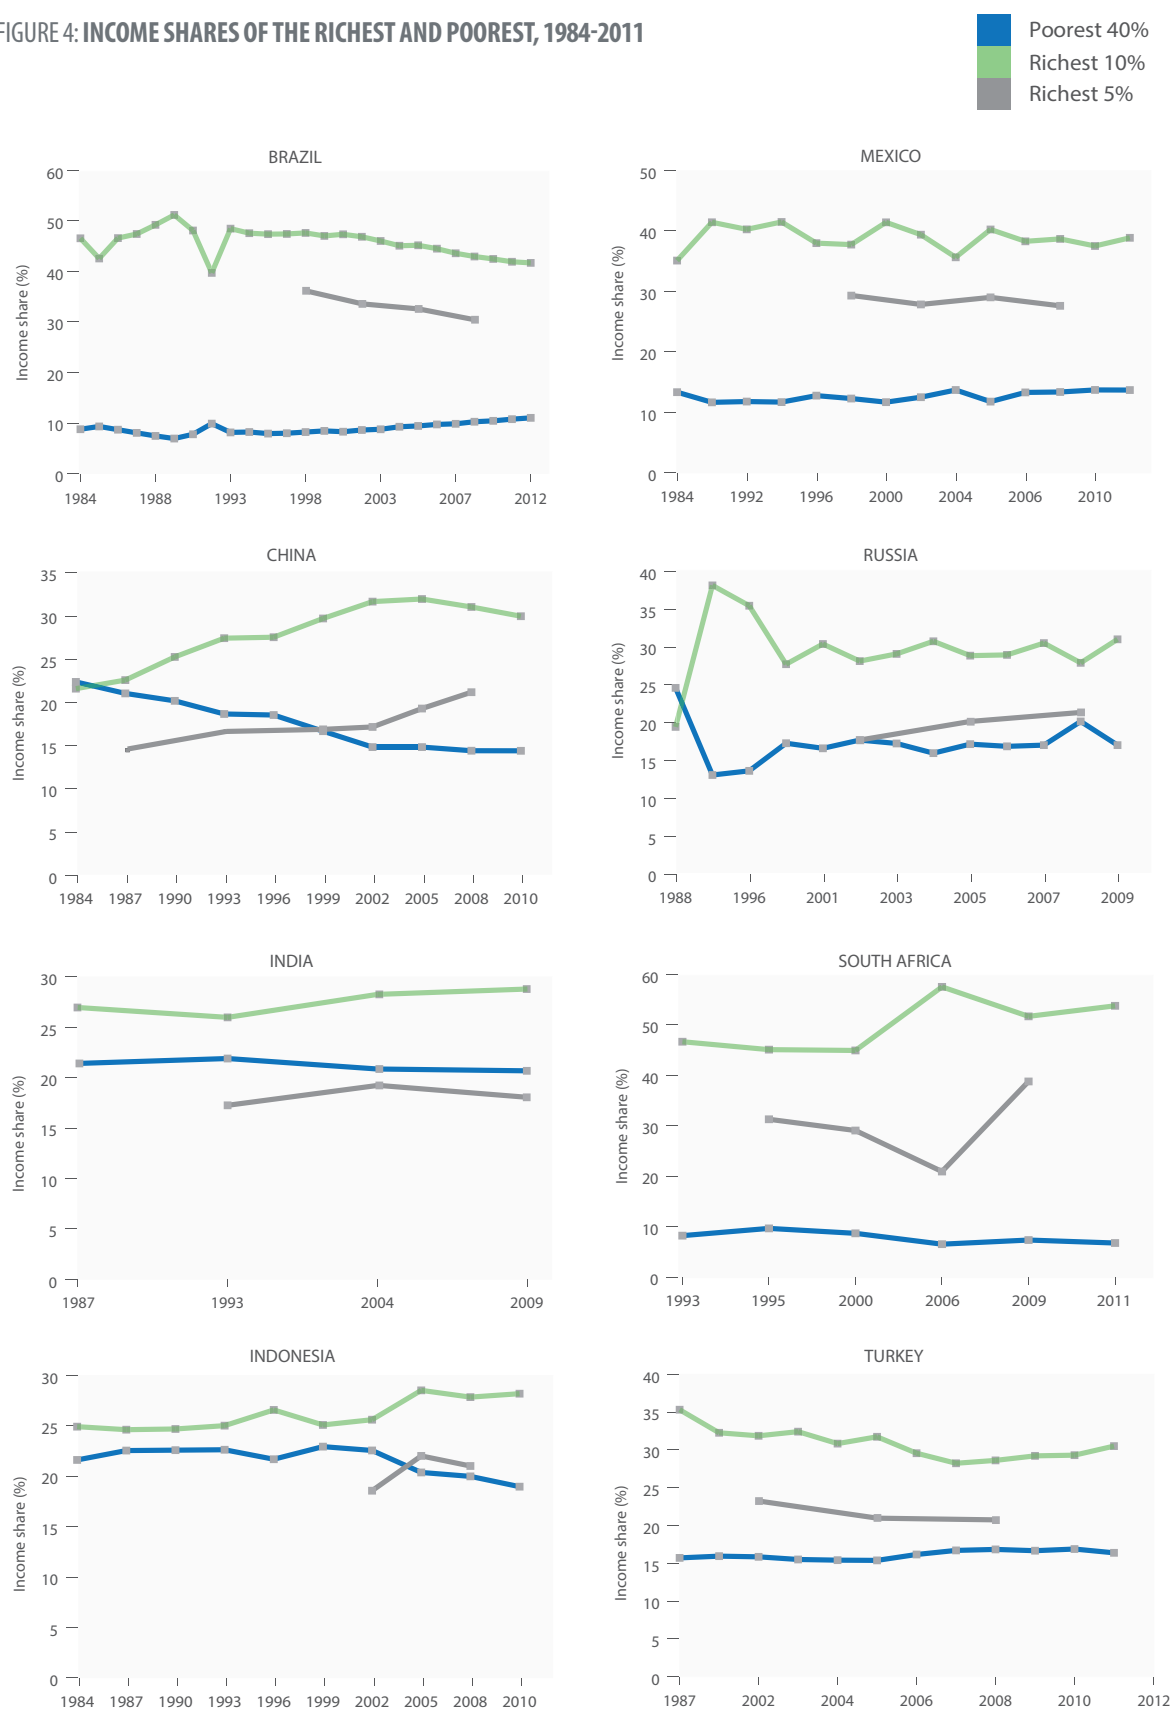 FIGURE 4: INCOME SHARES OF THE RICHEST AND POOREST, 1984-2011
Poorest 40%
Richest 10%
Richest 5%
BRAZIL
60
50
40
30
20
10
0
Income share (%)
1984 1988 1993 1998 2003 2007 2012
MEXICO
50
40
30
20
10
0
Income share (%)
1984 1992 1996 2000 2004 2006 2010
CHINA
35
30
25
20
15
10
5
0
Income share (%)
1984 1987 1990 1993 1996 1999 2002 2005 2008 2010
RUSSIA
40
35
30
25
20
15
10
5
0
Income share (%)
1988 1996 2001 2003 2005 2007 2009
INDIA
30
25
20
15
10
5
0
Income share (%)
1987 1993 2004 2009
SOUTH AFRICA
60
50
40
30
20
10
0
Income share (%)
1993 1995 2000 2006 2009 2011
INDONESIA
30
25
20
15
10
5
0
Income share (%)
1984 1987 1990 1993 1996 1999 2002 2005 2008 2010
TURKEY
40
35
30
25
20
15
10
5
0
Income share (%)
1987 2002 2004 2006 2008 2010 2012